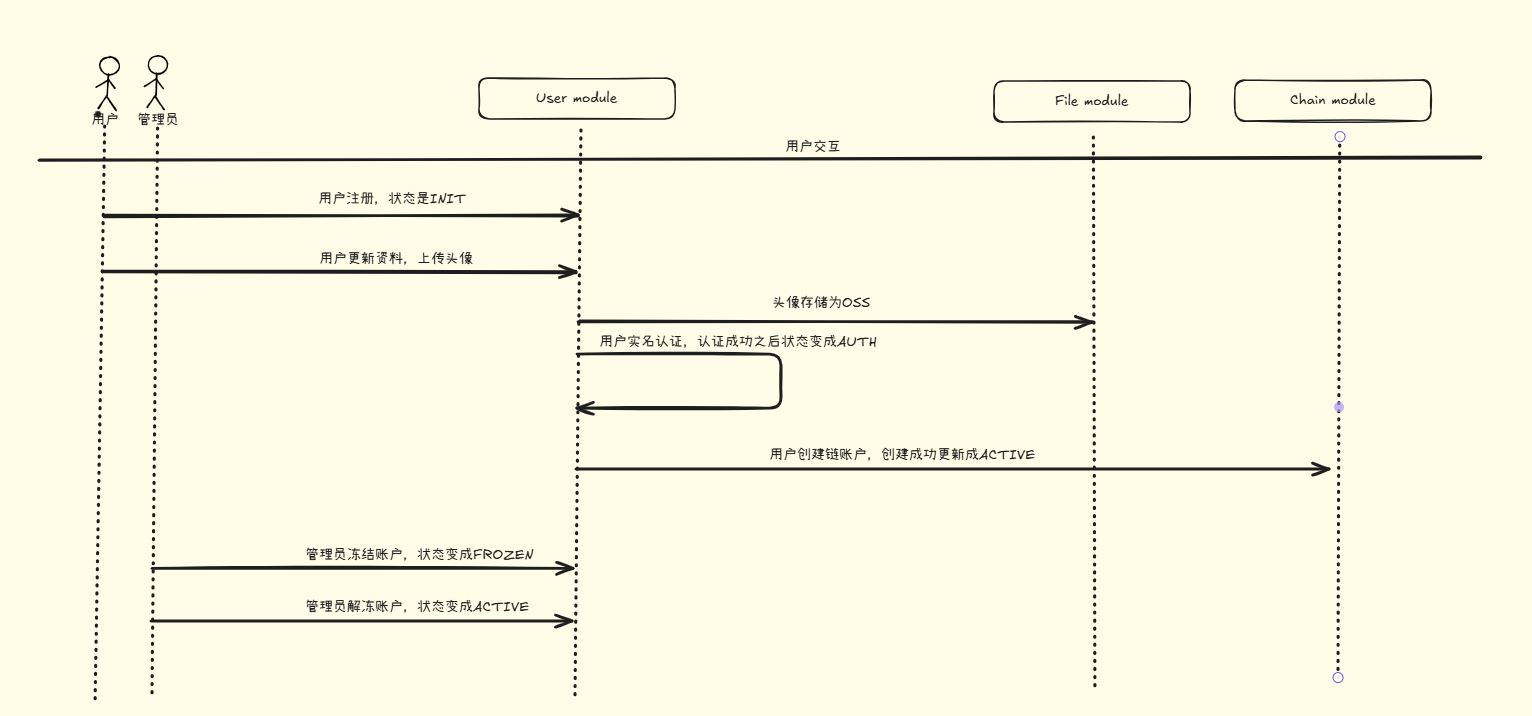 用户
管理员
User module
File module
Chain module
用户交互
用户注册，状态是INIT
用户更新资料，上传头像
头像存储为OSS
用户实名认证，认证成功之后状态变成AUTH
用户创建链账户，创建成功更新成ACTIVE
管理员冻结账户，状态变成FROZEN
管理员解冻账户，状态变成ACTIVE